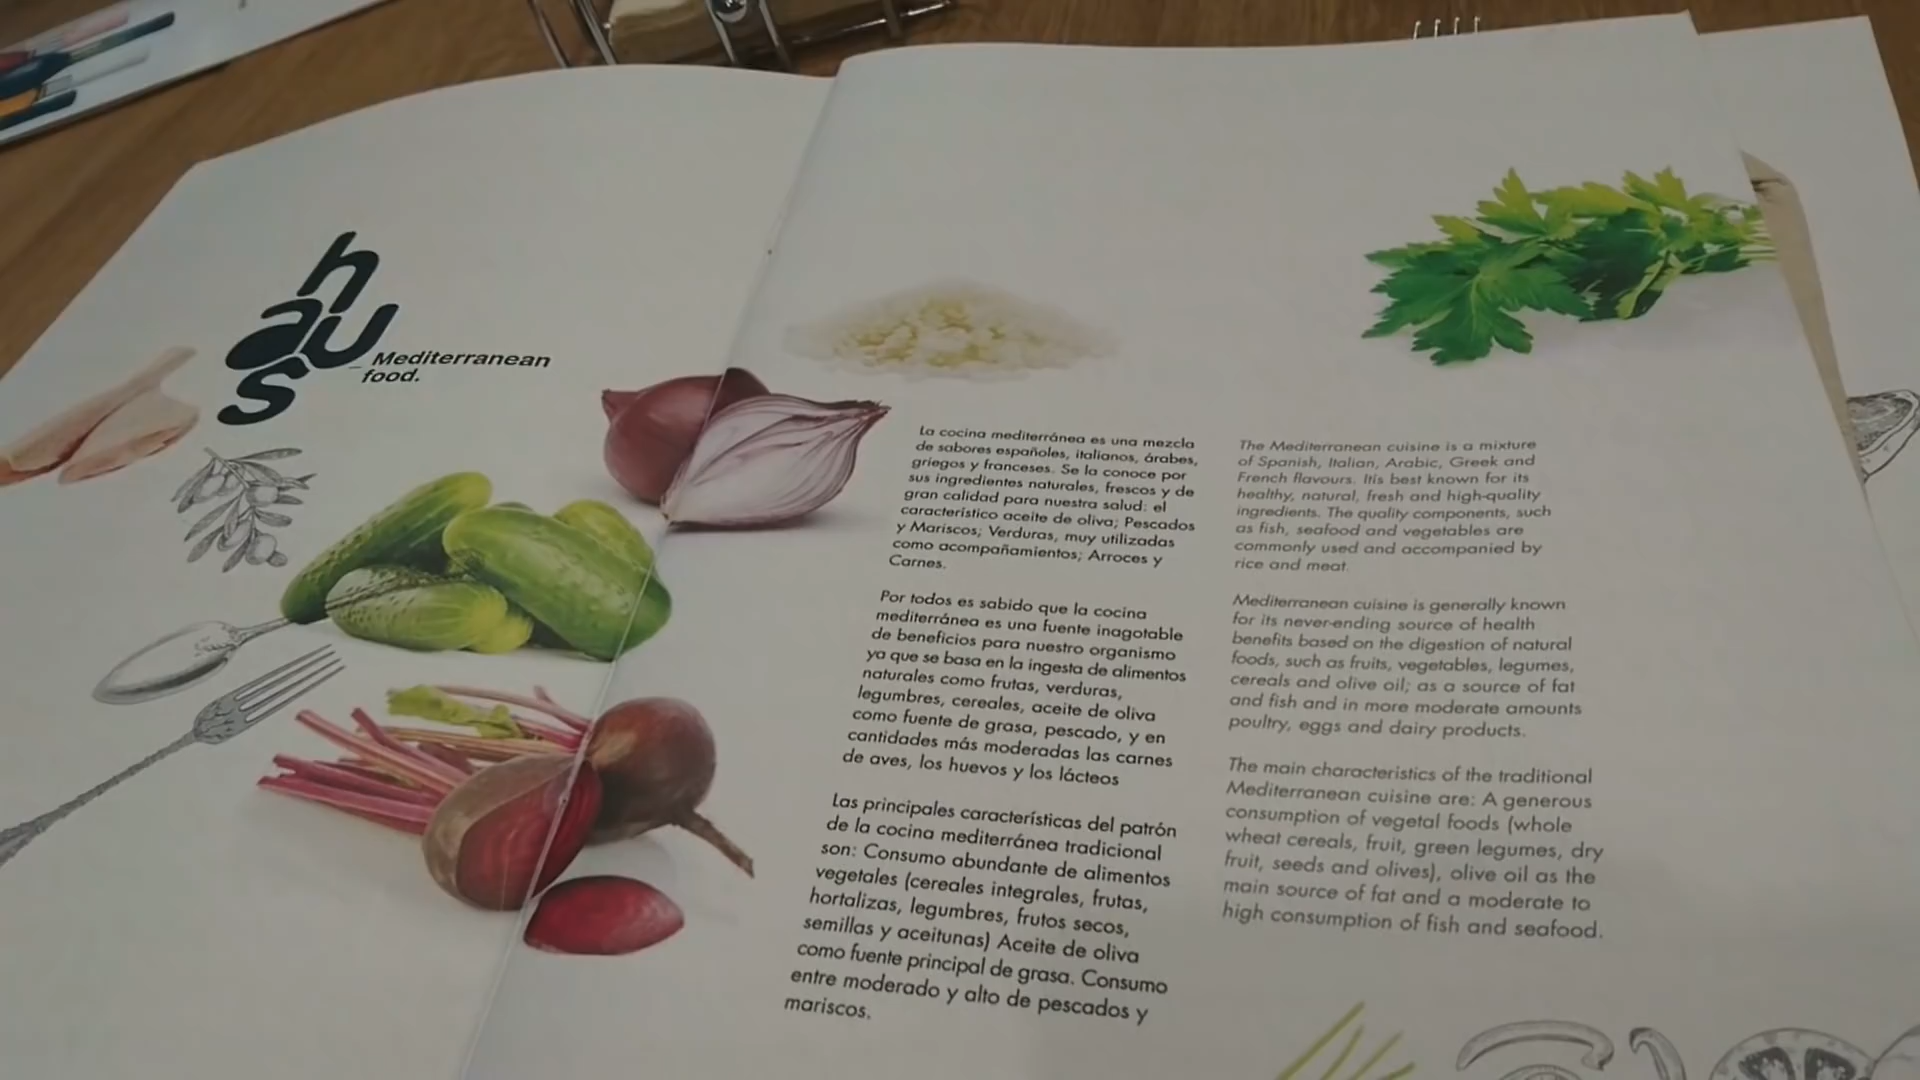 haus
_Mediterranean
food.
La cocina mediterránea es una mezcla
de sabores españoles, italianos, árabes,
griegos y franceses. Se la conoce por
sus ingredientes naturales, frescos y de
gran calidad para nuestra salud: el
característico aceite de oliva; Pescados
y Mariscos; Verduras, muy utilizadas
como acompañamientos; Arroces y
Carnes.
Por todos es sabido que la cocina
mediterránea es una fuente inagotable
de beneficios para nuestro organismo
ya que se basa en la ingesta de alimentos
naturales como frutas, verduras,
legumbres, cereales, aceite de oliva
como fuente de grasa, pescado, y en
cantidades más moderadas las carnes
de aves, los huevos y los lácteos
Las principales características del patrón
de la cocina mediterránea tradicional
son: Consumo abundante de alimentos
vegetales (cereales integrales, frutas,
hortalizas, legumbres, frutos secos,
semillas y aceitunas) Aceite de oliva
como fuente principal de grasa. Consumo
entre moderado y alto de pescados y
mariscos.
The Mediterranean cuisine is a mixture
of Spanish, Italian, Arabic, Greek and
French flavours. Itis best known for its
healthy, natural, fresh and high-quality
ingredients. The quality components, such
as fish, seafood and vegetables are
commonly used and accompanied by
rice and meat.
Mediterranean cuisine is generally known
for its never-ending source of health
benefits based on the digestion of natural
foods, such as fruits, vegetables, legumes,
cereals and olive oil; as a source of fat
and fish and in more moderate amounts
poultry, eggs and dairy products.
The main characteristics of the traditional
Mediterranean cuisine are: A generous
consumption of vegetal foods (whole
wheat cereals, fruit, green legumes, dry
fruit, seeds and olives), olive oil as the
main source of fat and a moderate to
high consumption of fish and seafood.